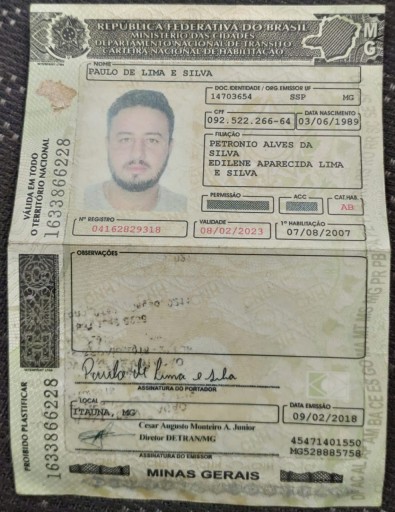 REPÚBLICA FEDERATIVA DO BRASIL
MINISTÉRIO DAS CIDADES
DEPARTAMENTO NACIONAL DE TRÂNSITO
CARTEIRA NACIONAL DE HABILITAÇÃO
MG
NOME
PAULO DE LIMA E SILVA
DOC. IDENTIDADE / ORG. EMISSOR UF
14703654 SSP MG
CPF DATA NASCIMENTO
092.522.266-64 03/06/1989
FILIAÇÃO
PETRONIO ALVES DA
SILVA
EDILENE APARECIDA LIMA
E SILVA
PERMISSÃO ACC CAT.HAB.
AB
Nº REGISTRO VALIDADE 1ª HABILITAÇÃO
04162829318 08/02/2023 07/08/2007
VÁLIDA EM TODO
O TERRITÓRIO NACIONAL
1633866228
OBSERVAÇÕES
Paulo de Lima e Silva
ASSINATURA DO PORTADOR
LOCAL DATA EMISSÃO
ITAUNA, MG 09/02/2018
Cesar Augusto Monteiro A. Junior
Diretor DETRAN/MG
45471401550
MG528885758
ASSINATURA DO EMISSOR
PROIBIDO PLASTIFICAR
1633866228
MINAS GERAIS